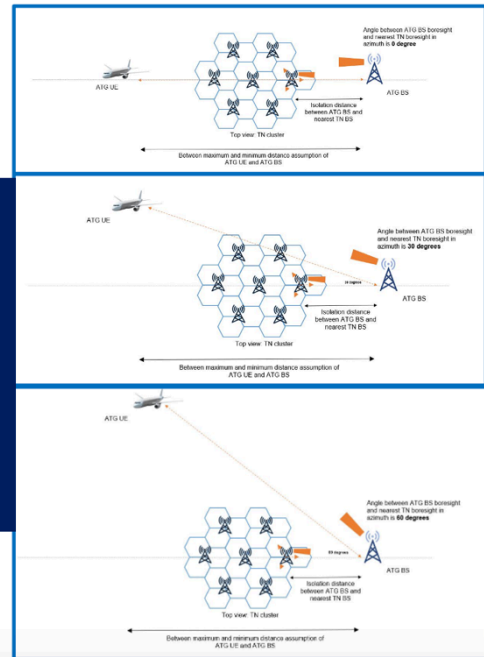 Angle between ATG BS boresight
and nearest TN boresight in
azimuth is 0 degree
ATG UE
ATG BS
Isolation distance
between ATG BS and
nearest TN BS
Top view: TN cluster
Between maximum and minimum distance assumption of
ATG UE and ATG BS
ATG UE
Angle between ATG BS boresight
and nearest TN boresight in
azimuth is 30 degrees
30 degrees
ATG BS
Isolation distance
between ATG BS and
nearest TN BS
Top view: TN cluster
Between maximum and minimum distance assumption of
ATG UE and ATG BS
ATG UE
Angle between ATG BS boresight
and nearest TN boresight in
azimuth is 60 degrees
60 degrees
ATG BS
Isolation distance
between ATG BS and
nearest TN BS
Top view: TN cluster
Between maximum and minimum distance assumption of
ATG UE and ATG BS